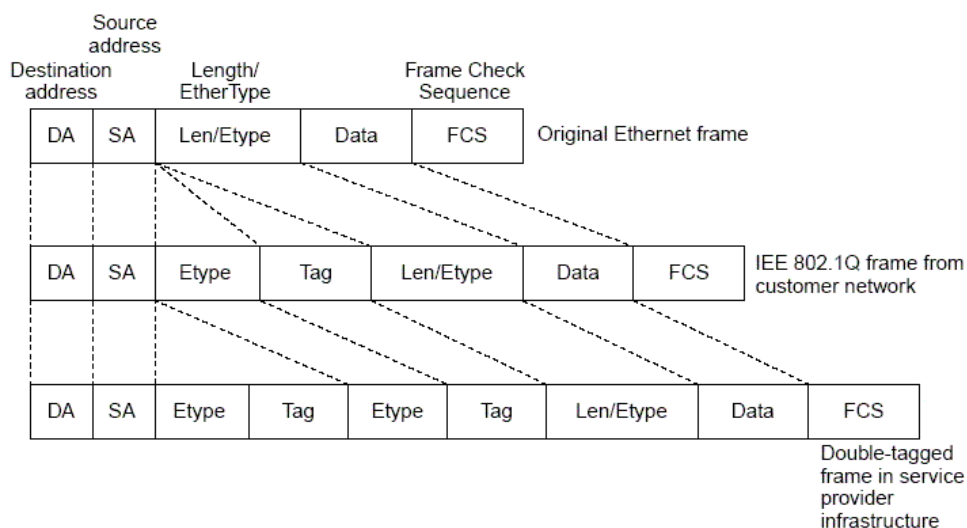 Source
address
Destination
address
Length/
EtherType
Frame Check
Sequence
DA SA Len/Etype Data FCS
Original Ethernet frame
DA SA Etype Tag Len/Etype Data FCS
IEE 802.1Q frame from
customer network
DA SA Etype Tag Etype Tag Len/Etype Data FCS
Double-tagged
frame in service
provider
infrastructure